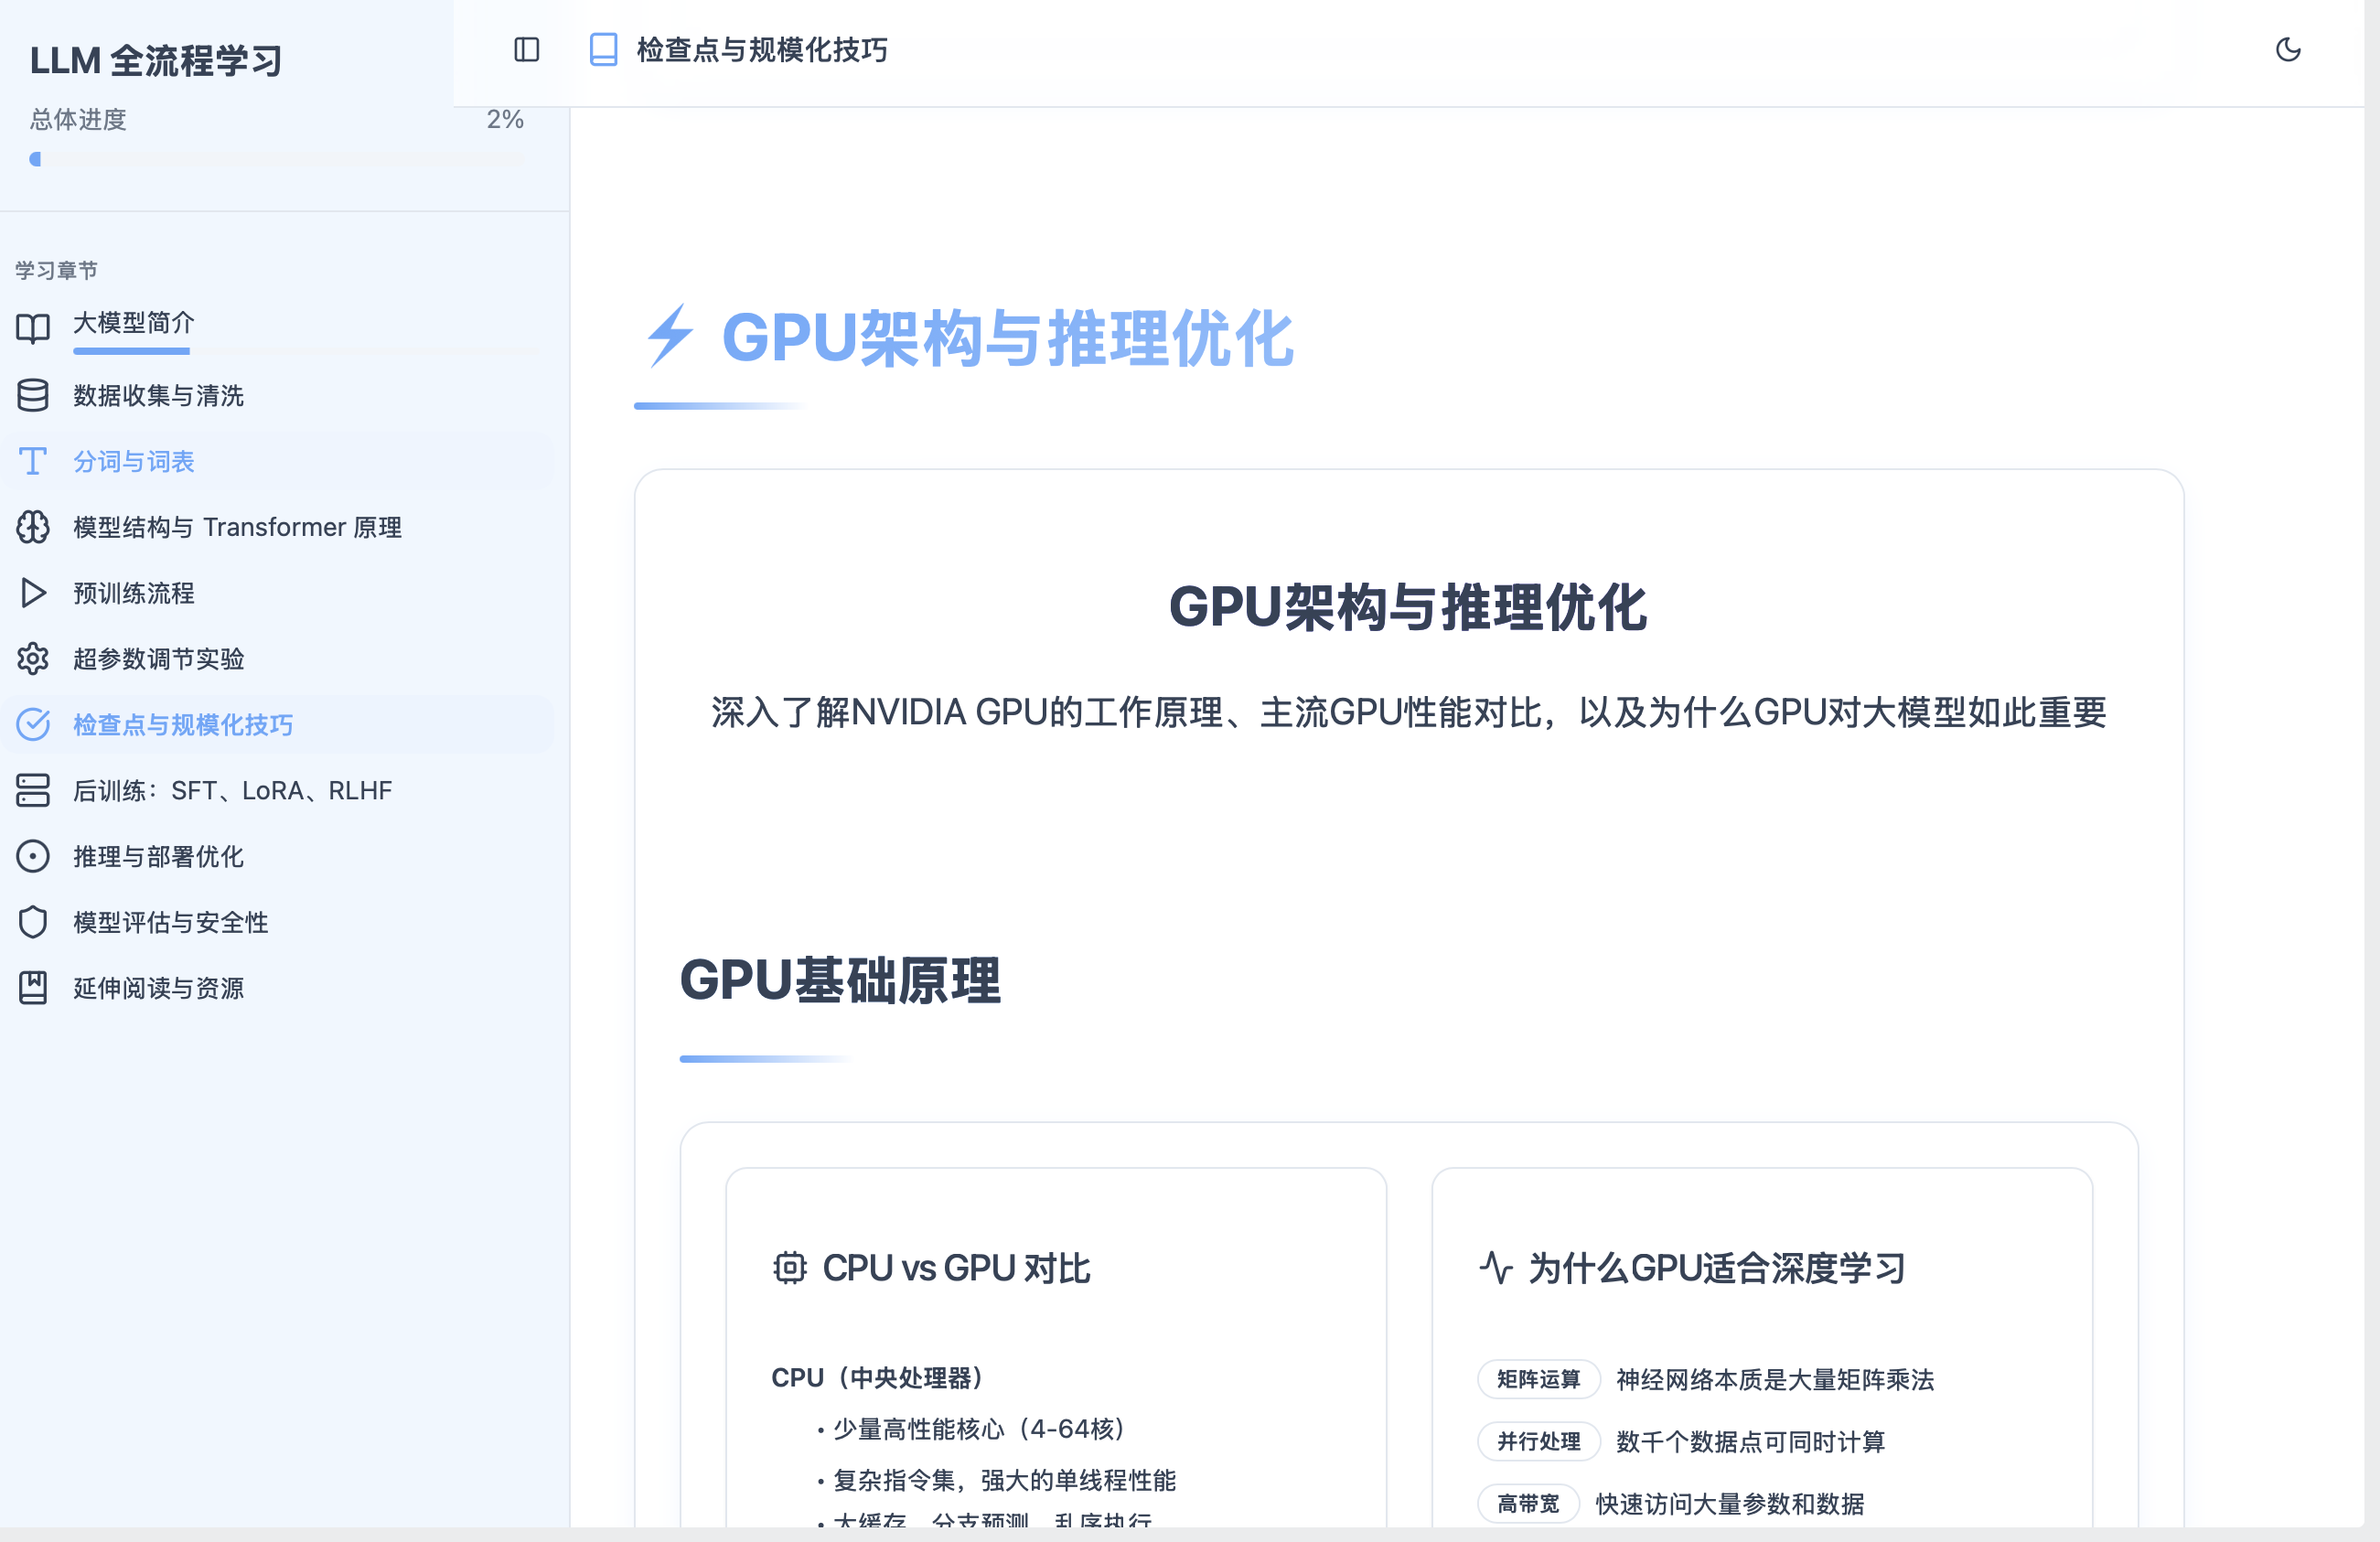 LLM 全流程学习
总体进度
2%
学习章节
大模型简介
数据收集与清洗
分词与词表
模型结构与 Transformer 原理
预训练流程
超参数调节实验
检查点与规模化技巧
后训练：SFT、LoRA、RLHF
推理与部署优化
模型评估与安全性
延伸阅读与资源
检查点与规模化技巧
⚡ GPU架构与推理优化
GPU架构与推理优化
深入了解NVIDIA GPU的工作原理、主流GPU性能对比，以及为什么GPU对大模型如此重要
GPU基础原理
CPU vs GPU 对比
CPU（中央处理器）
• 少量高性能核心（4-64核）
• 复杂指令集，强大的单线程性能
• 大缓存、分支预测、乱序执行
为什么GPU适合深度学习
矩阵运算 神经网络本质是大量矩阵乘法
并行处理 数千个数据点可同时计算
高带宽 快速访问大量参数和数据